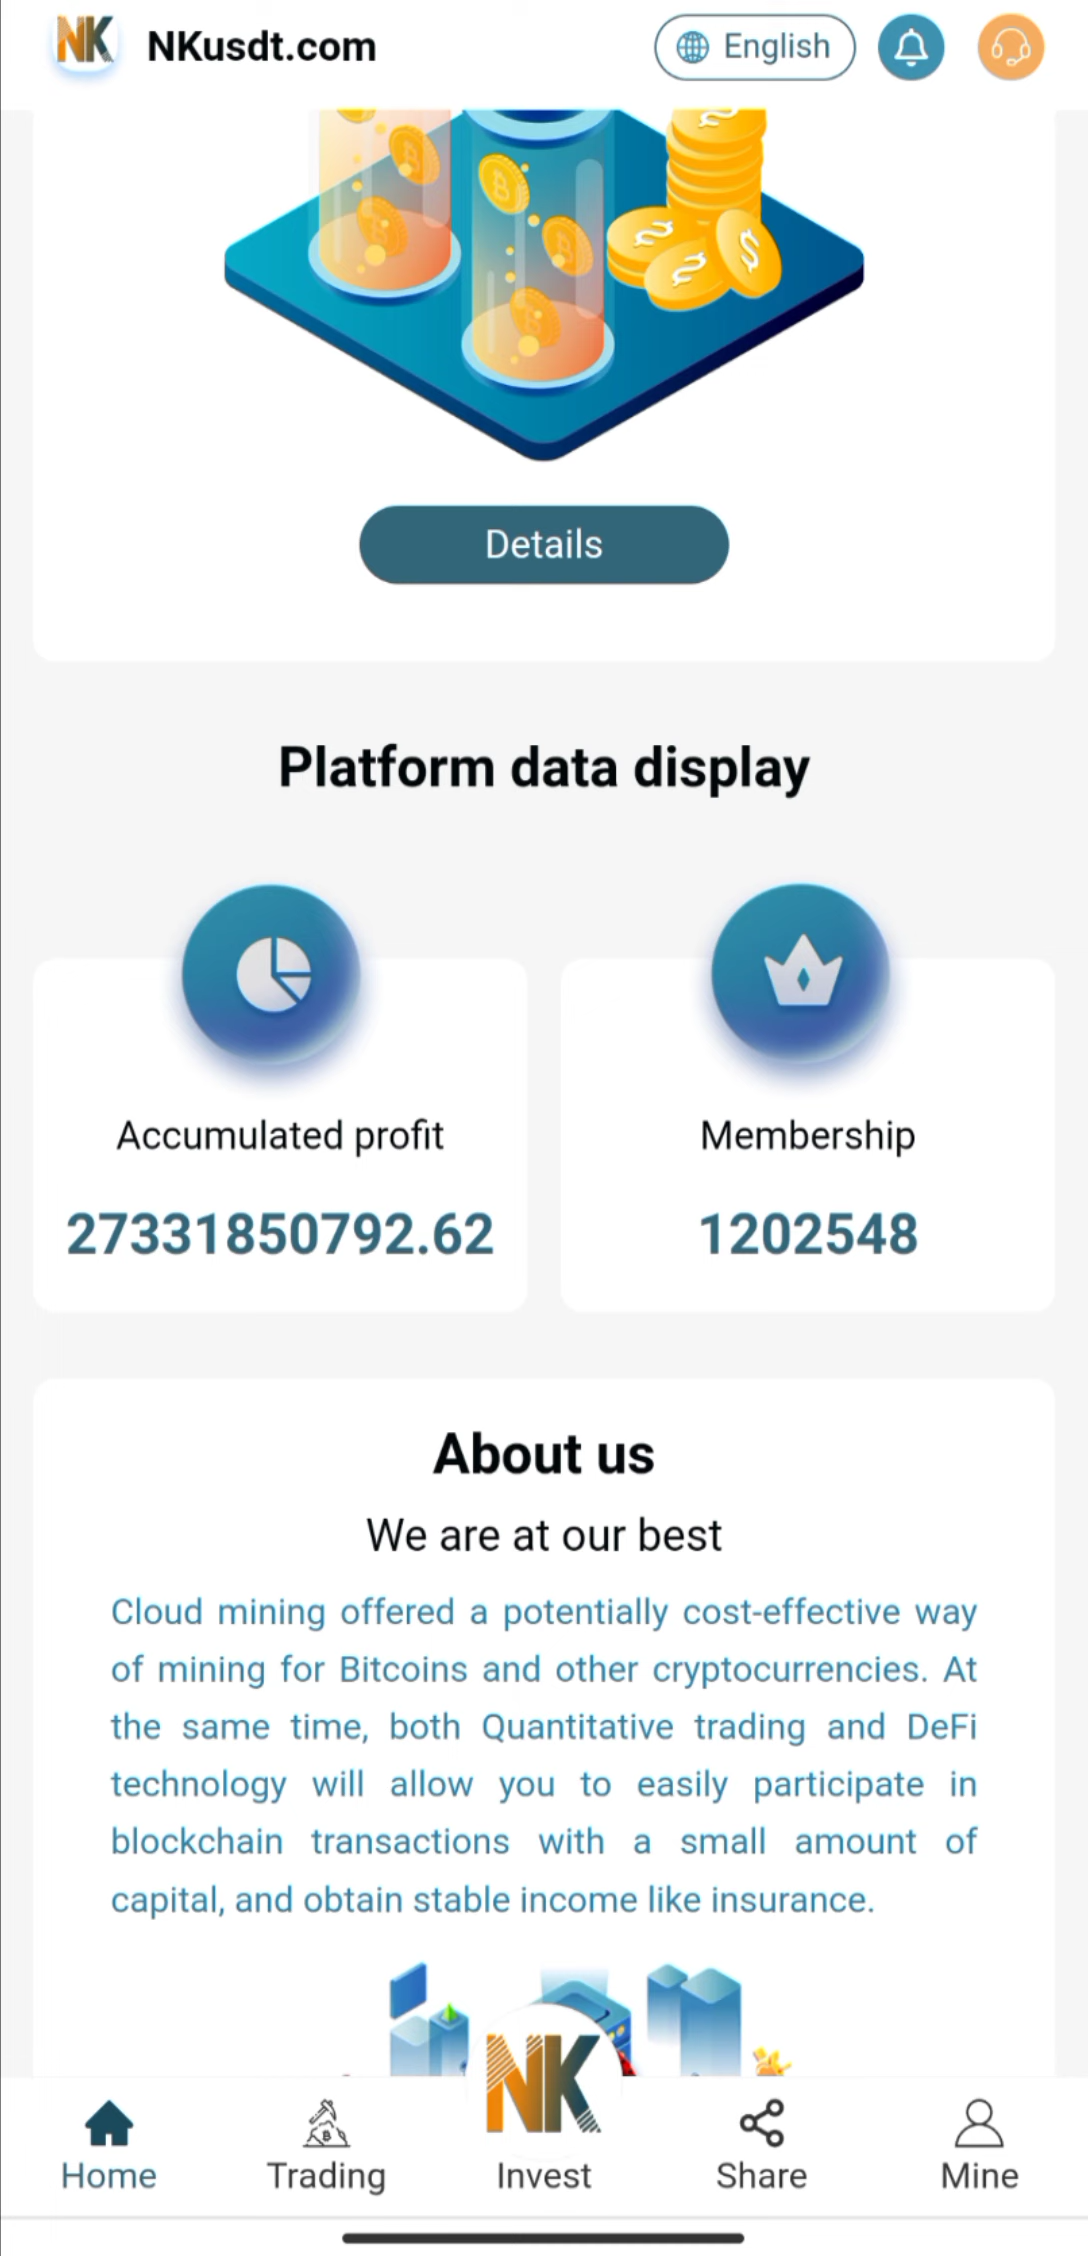 NK NKusdt.com English
Details
Platform data display
Accumulated profit
27331850792.62
Membership
1202548
About us
We are at our best
Cloud mining offered a potentially cost-effective way
of mining for Bitcoins and other cryptocurrencies. At
the same time, both Quantitative trading and DeFi
technology will allow you to easily participate in
blockchain transactions with a small amount of
capital, and obtain stable income like insurance.
NK
Home Trading Invest Share Mine